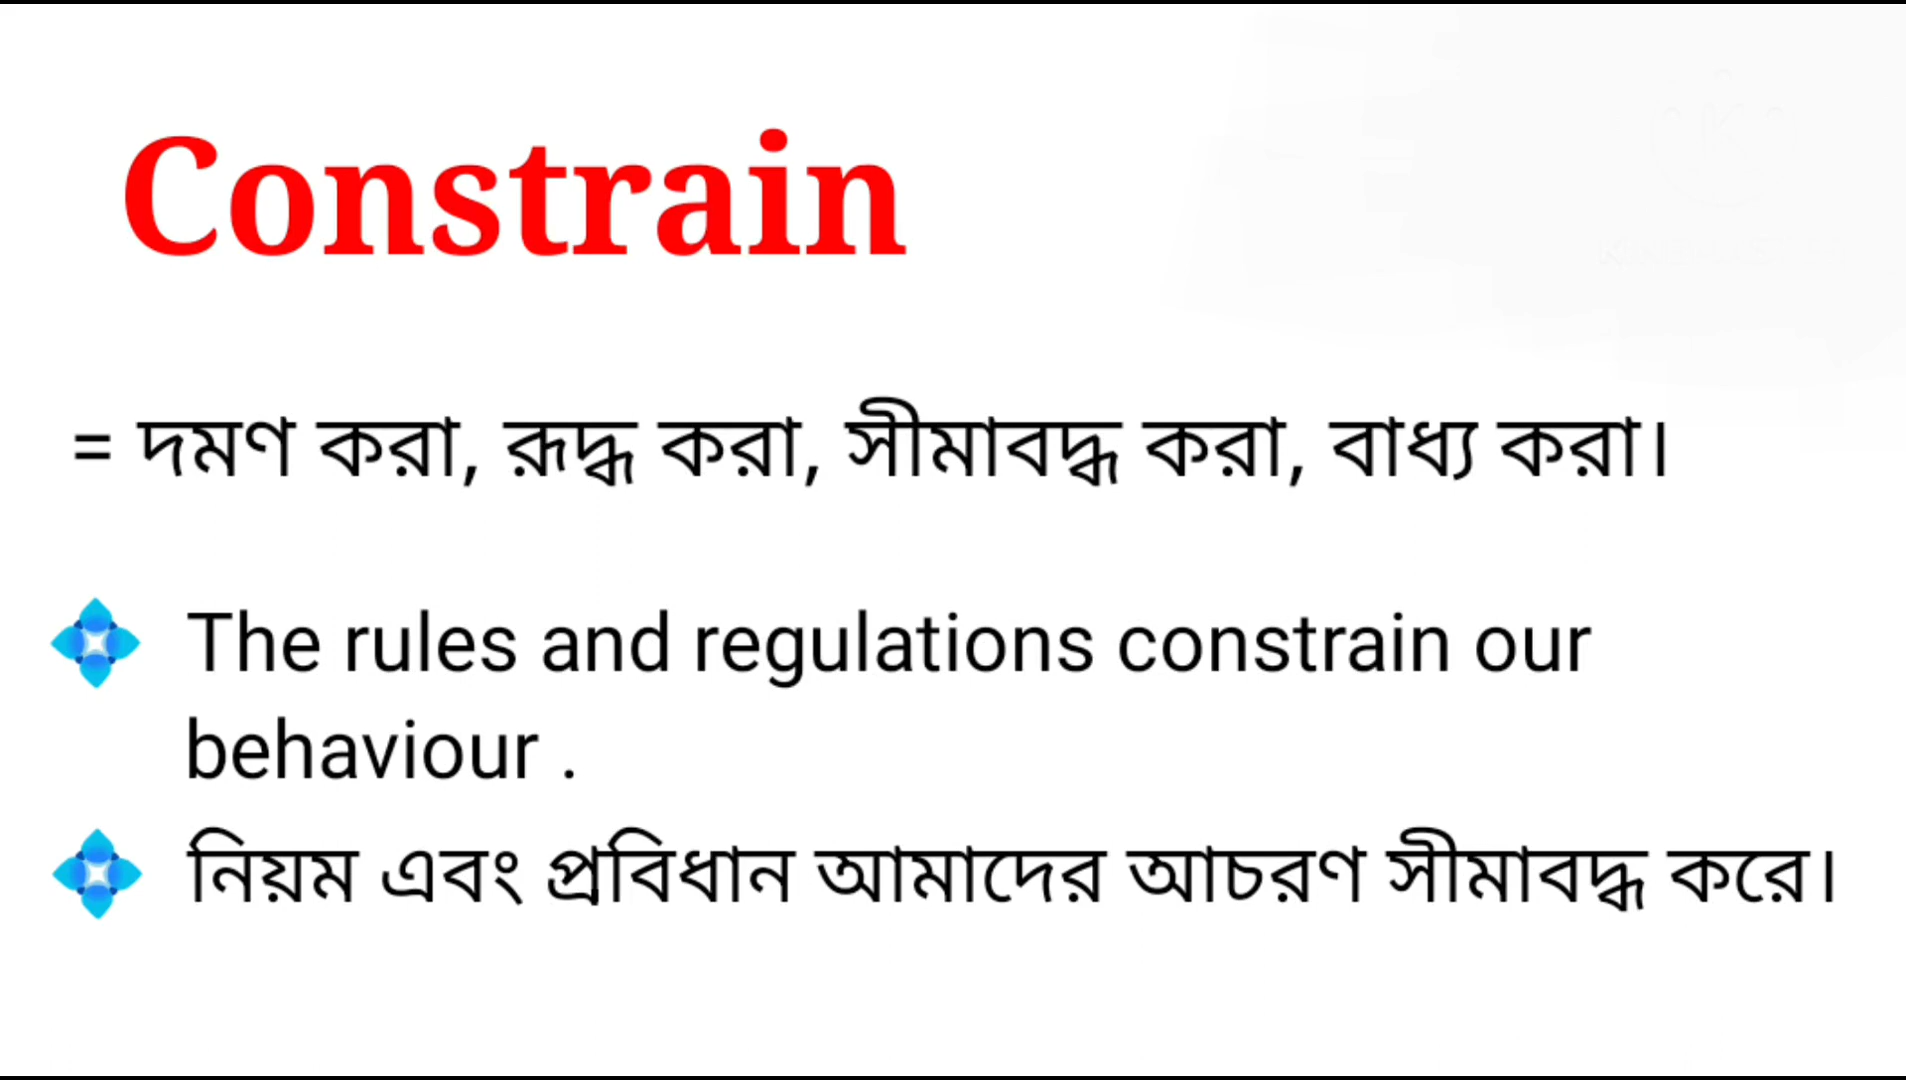 Constrain
= দমণ করা, রূদ্ধ করা, সীমাবদ্ধ করা, বাধ্য করা।
The rules and regulations constrain our
behaviour .
নিয়ম এবং প্রবিধান আমাদের আচরণ সীমাবদ্ধ করে।